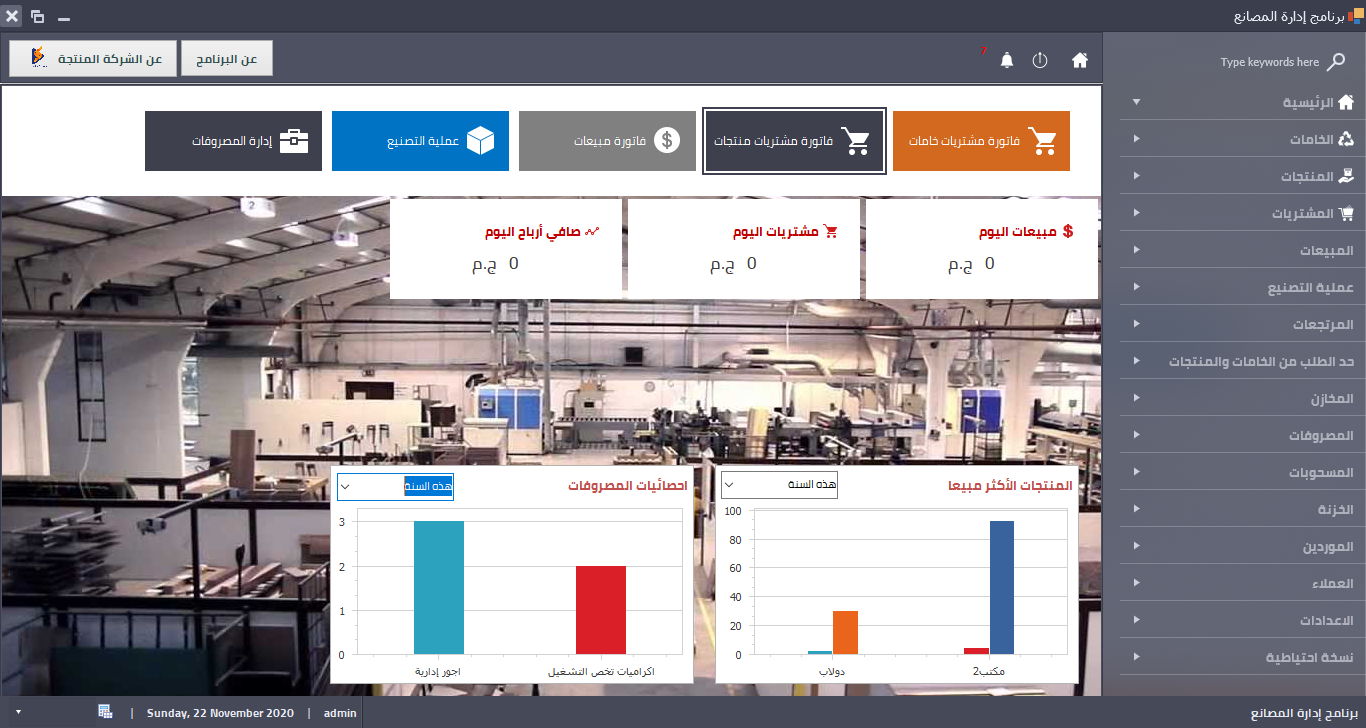 برنامج إدارة المصانع
عن البرنامج
عن الشركة المنتجة
Type keywords here
الرئيسية
الخامات
المنتجات
المشتريات
المبيعات
عملية التصنيع
المرتجعات
حد الطلب من الخامات والمنتجات
المخازن
المصروفات
المسحوبات
الخزنة
الموردين
العملاء
الاعدادات
نسخة احتياطية
فاتورة مشتريات خامات
فاتورة مشتريات منتجات
فاتورة مبيعات
عملية التصنيع
إدارة المصروفات
مبيعات اليوم
0 ج.م
مشتريات اليوم
0 ج.م
صافي أرباح اليوم
0 ج.م
المنتجات الأكثر مبيعا
هذه السنة
100
80
60
40
20
0
مكتب2
دولاب
احصائيات المصروفات
هذه السنة
3
2
1
0
اكراميات تخص التشغيل
اجور إدارية
برنامج إدارة المصانع
| Sunday, 22 November 2020 | admin